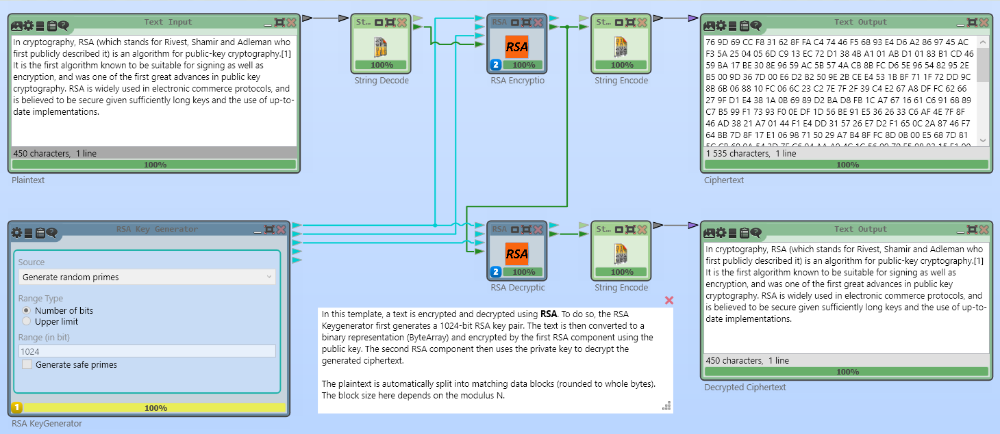 Text Input
In cryptography, RSA (which stands for Rivest, Shamir and Adleman who
first publicly described it) is an algorithm for public-key cryptography.[1]
It is the first algorithm known to be suitable for signing as well as
encryption, and was one of the first great advances in public key
cryptography. RSA is widely used in electronic commerce protocols, and
is believed to be secure given sufficiently long keys and the use of up-to-
date implementations.
450 characters, 1 line
100%
Plaintext
St...
100%
String Decode
RSA
RSA
2
100%
RSA Encryptio
St...
100%
String Encode
Text Output
76 9D 69 CC F8 31 62 8F FA C4 74 46 F5 68 93 E4 D6 A2 86 97 45 AC
F3 5A 25 04 05 6D C9 13 EC 72 D1 38 4B A1 01 AB D1 01 83 B1 CD 46
59 BA 17 BE 30 8E 96 59 AC 5B 57 4A CB 8B FC D6 5E 96 54 82 95 2E
B5 00 9D 36 7D 00 E6 D2 B2 50 9E 2B CE E4 53 1B BF 71 1F 72 DD 9C
8B 6B 06 88 10 FC 06 6C 23 C2 7E 7F 2F 39 C4 E2 67 A8 DF FC 62 66
27 9F D1 E4 38 1A 0B 69 89 D2 BA D8 FB 1C A7 67 16 61 C6 91 68 89
C7 B5 99 F1 73 93 F0 0E DF 1D 56 BE 91 E5 36 26 33 C6 AF 4E 7F 8F
46 AD 38 21 A7 01 44 F1 E4 DD 31 57 26 E7 D2 F1 65 0C 2A 87 46 F7
64 BB 7D 8F 17 E1 06 98 71 50 29 A7 B4 8F FC 8D 0B 00 E5 68 7D 81
1 535 characters, 1 line
100%
Ciphertext
RSA Key Generator
Source
Generate random primes
Range Type
Number of bits
Upper limit
Range (in bit)
1024
Generate safe primes
1
100%
RSA KeyGenerator
RSA
RSA
2
100%
RSA Decryptic
St...
100%
String Encode
In this template, a text is encrypted and decrypted using RSA. To do so, the RSA
Keygenerator first generates a 1024-bit RSA key pair. The text is then converted to a
binary representation (ByteArray) and encrypted by the first RSA component using the
public key. The second RSA component then uses the private key to decrypt the
generated ciphertext.
The plaintext is automatically split into matching data blocks (rounded to whole bytes).
The block size here depends on the modulus N.
Text Output
In cryptography, RSA (which stands for Rivest, Shamir and Adleman who
first publicly described it) is an algorithm for public-key cryptography.[1]
It is the first algorithm known to be suitable for signing as well as
encryption, and was one of the first great advances in public key
cryptography. RSA is widely used in electronic commerce protocols, and
is believed to be secure given sufficiently long keys and the use of up-to-
date implementations.
450 characters, 1 line
100%
Decrypted Ciphertext